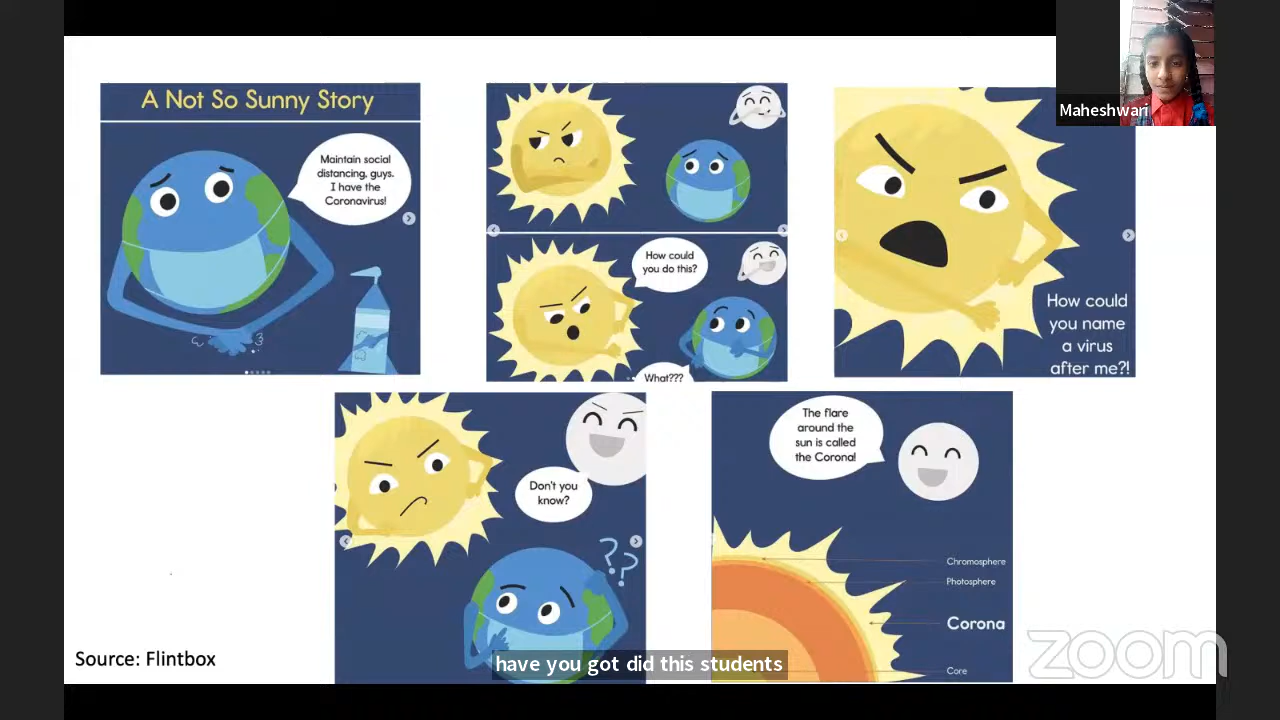 A Not So Sunny Story
Maintain social
distancing, guys.
I have the
Coronavirus!
How could
you do this?
What???
How could
you name
a virus
after me?!
Maheshwari
Don't you
know?
??
The flare
around the
sun is called
the Corona!
Chromosphere
Photosphere
Corona
Core
Source: Flintbox
have you got did this students
zoom